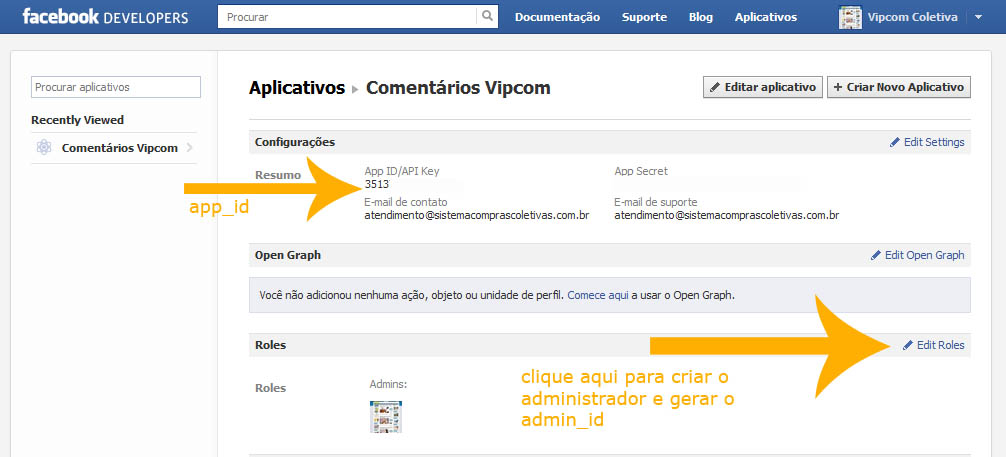 facebook DEVELOPERS
Procurar
Documentação Suporte Blog Aplicativos
Vipcom Coletiva
Procurar aplicativos
Recently Viewed
Comentários Vipcom
Aplicativos Comentários Vipcom
Editar aplicativo
+ Criar Novo Aplicativo
Configurações
Edit Settings
Resumo
App ID/API Key
App Secret
3513
app_id
E-mail de contato
E-mail de suporte
atendimento@sistemacomprascoletivas.com.br
atendimento@sistemacomprascoletivas.com.br
Open Graph
Edit Open Graph
Você não adicionou nenhuma ação, objeto ou unidade de perfil. Comece aqui a usar o Open Graph.
Roles
Edit Roles
Roles
Admins:
clique aqui para criar o
administrador e gerar o
admin_id